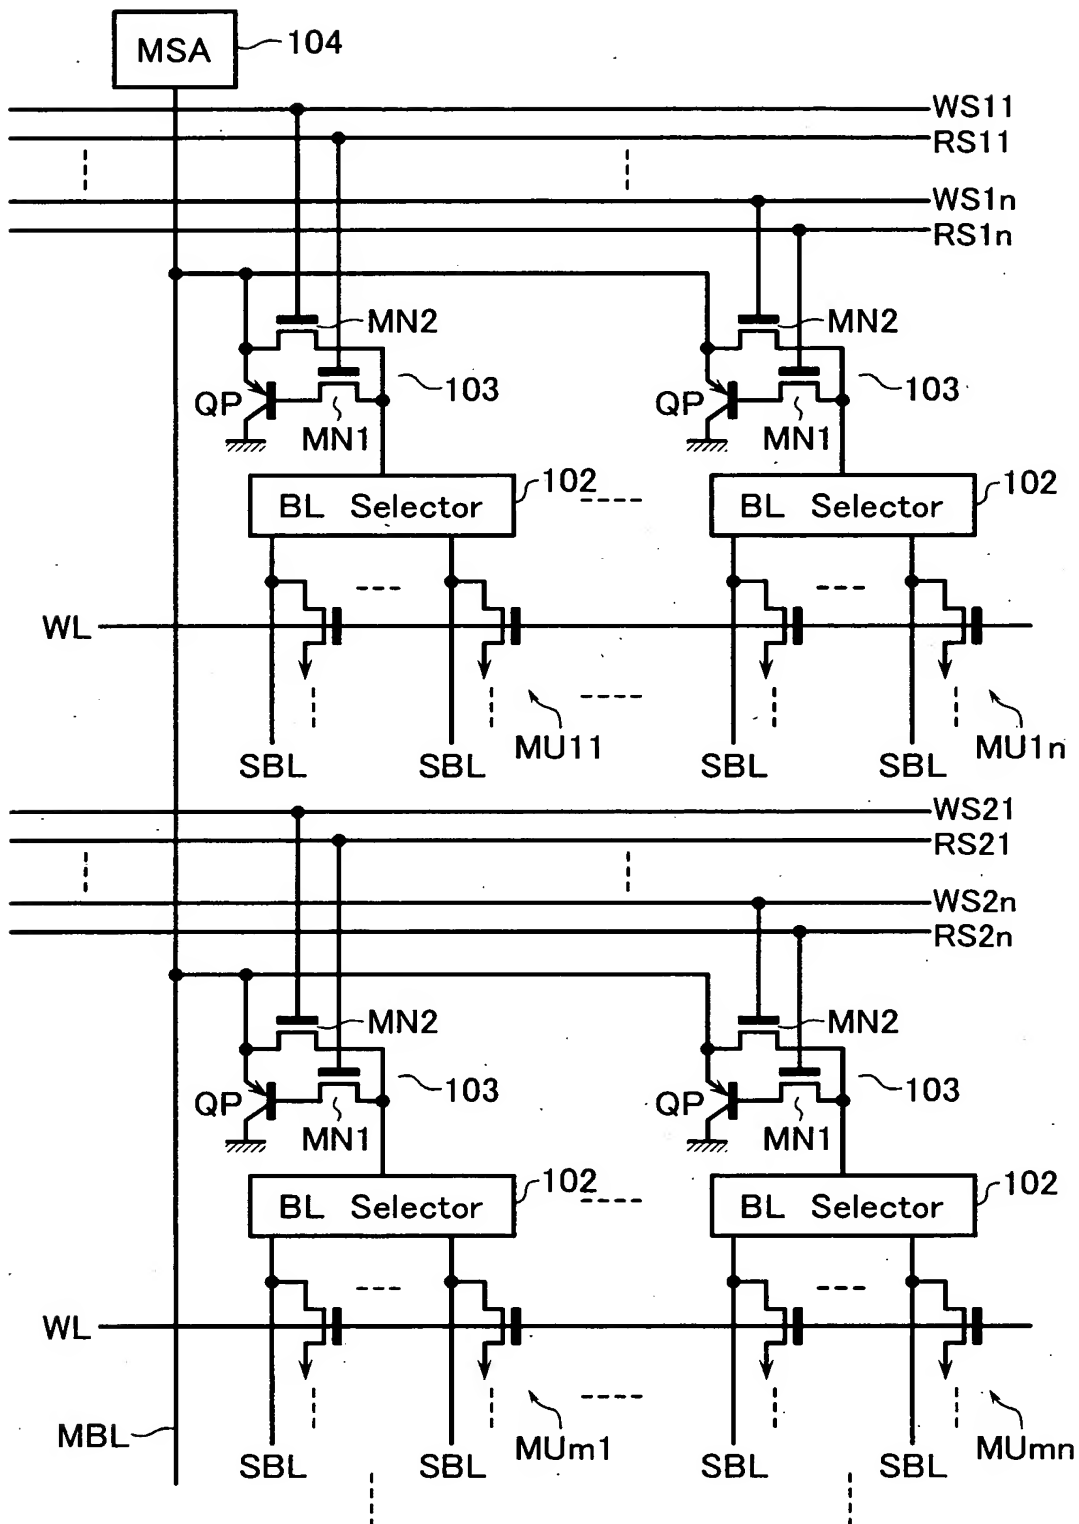 MSA 104
WS11
RS11
WS1n
RS1n
MN2 MN2
103 103
QP QP
MN1 MN1
102 102
BL Selector BL Selector
WL
MU11 MU1n
SBL SBL SBL SBL
WS21
RS21
WS2n
RS2n
MN2 MN2
103 103
QP QP
MN1 MN1
102 102
BL Selector BL Selector
WL
MBL MUm1 MUmn
SBL SBL SBL SBL